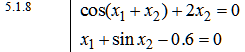 5.1.8
cos(x₁ + x₂) + 2x₂ = 0
x₁ + sin x₂ − 0.6 = 0